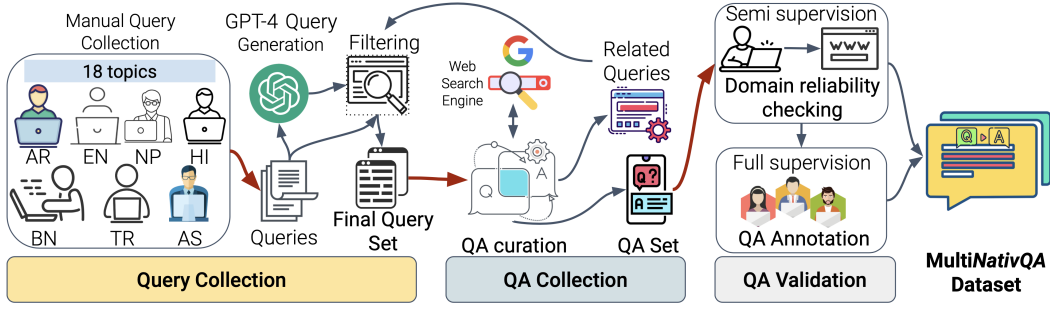 Manual Query
Collection
18 topics
AR
EN
NP
HI
BN
TR
AS
GPT-4 Query
Generation
Filtering
Queries
Final Query
Set
Query Collection
Web
Search
Engine
Related
Queries
Q
A
QA curation
Q?
A=
QA Set
QA Collection
Semi supervision
WWW
Domain reliability
checking
Full supervision
QA Annotation
QA Validation
Q
A
MultiNativQA
Dataset